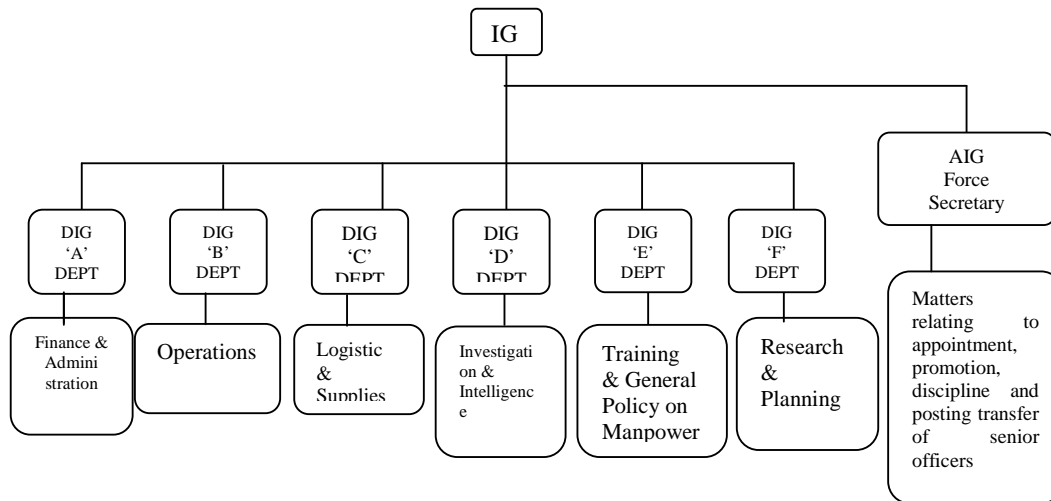 IG
AIG
Force
Secretary
DIG
‘A’
DEPT
DIG
‘B’
DEPT
DIG
‘C’
DEPT
DIG
‘D’
DEPT
DIG
‘E’
DEPT
DIG
‘F’
DEPT
Finance &
Admini
stration
Operations
Logistic
&
Supplies
Investigati
on &
Intelligenc
e
Training
& General
Policy on
Manpower
Research
&
Planning
Matters
relating to
appointment,
promotion,
discipline and
posting transfer
of senior
officers